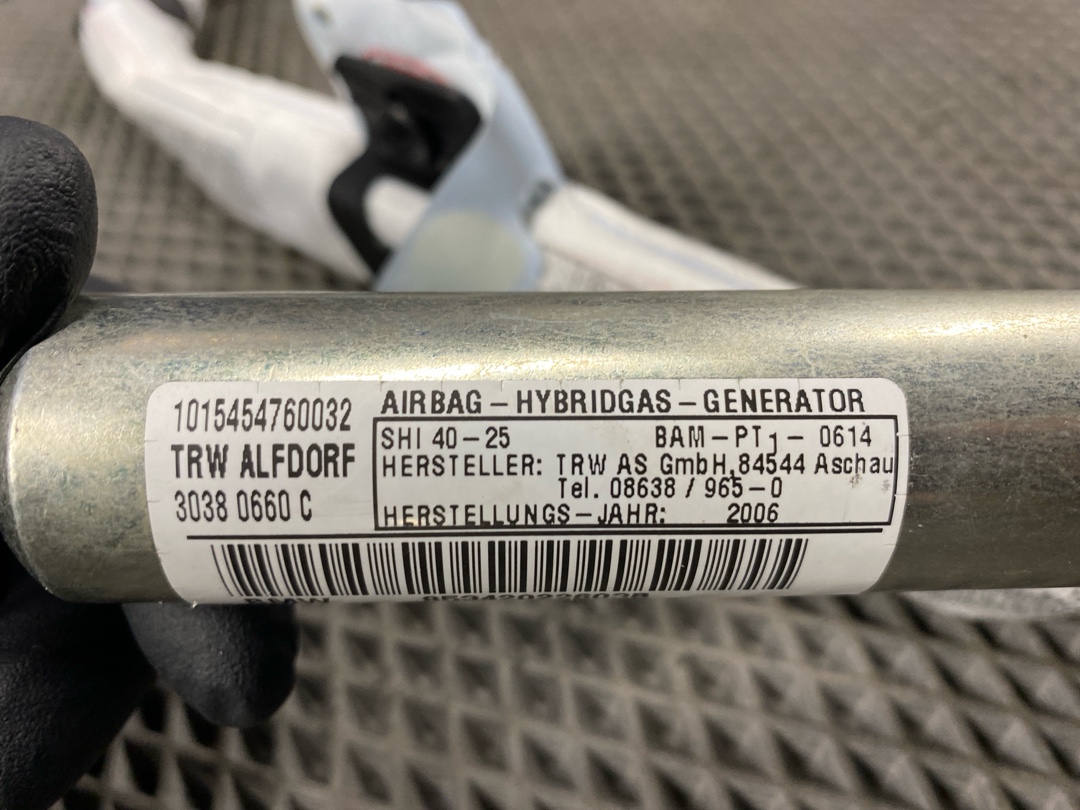 1015454760032
TRW ALFDORF
3038 0660 C
AIRBAG – HYBRIDGAS – GENERATOR
SHI 40–25 BAM–PT1– 0614
HERSTELLER: TRW AS GmbH,84544 Aschau
Tel. 08638 / 965–0
HERSTELLUNGS–JAHR: 2006